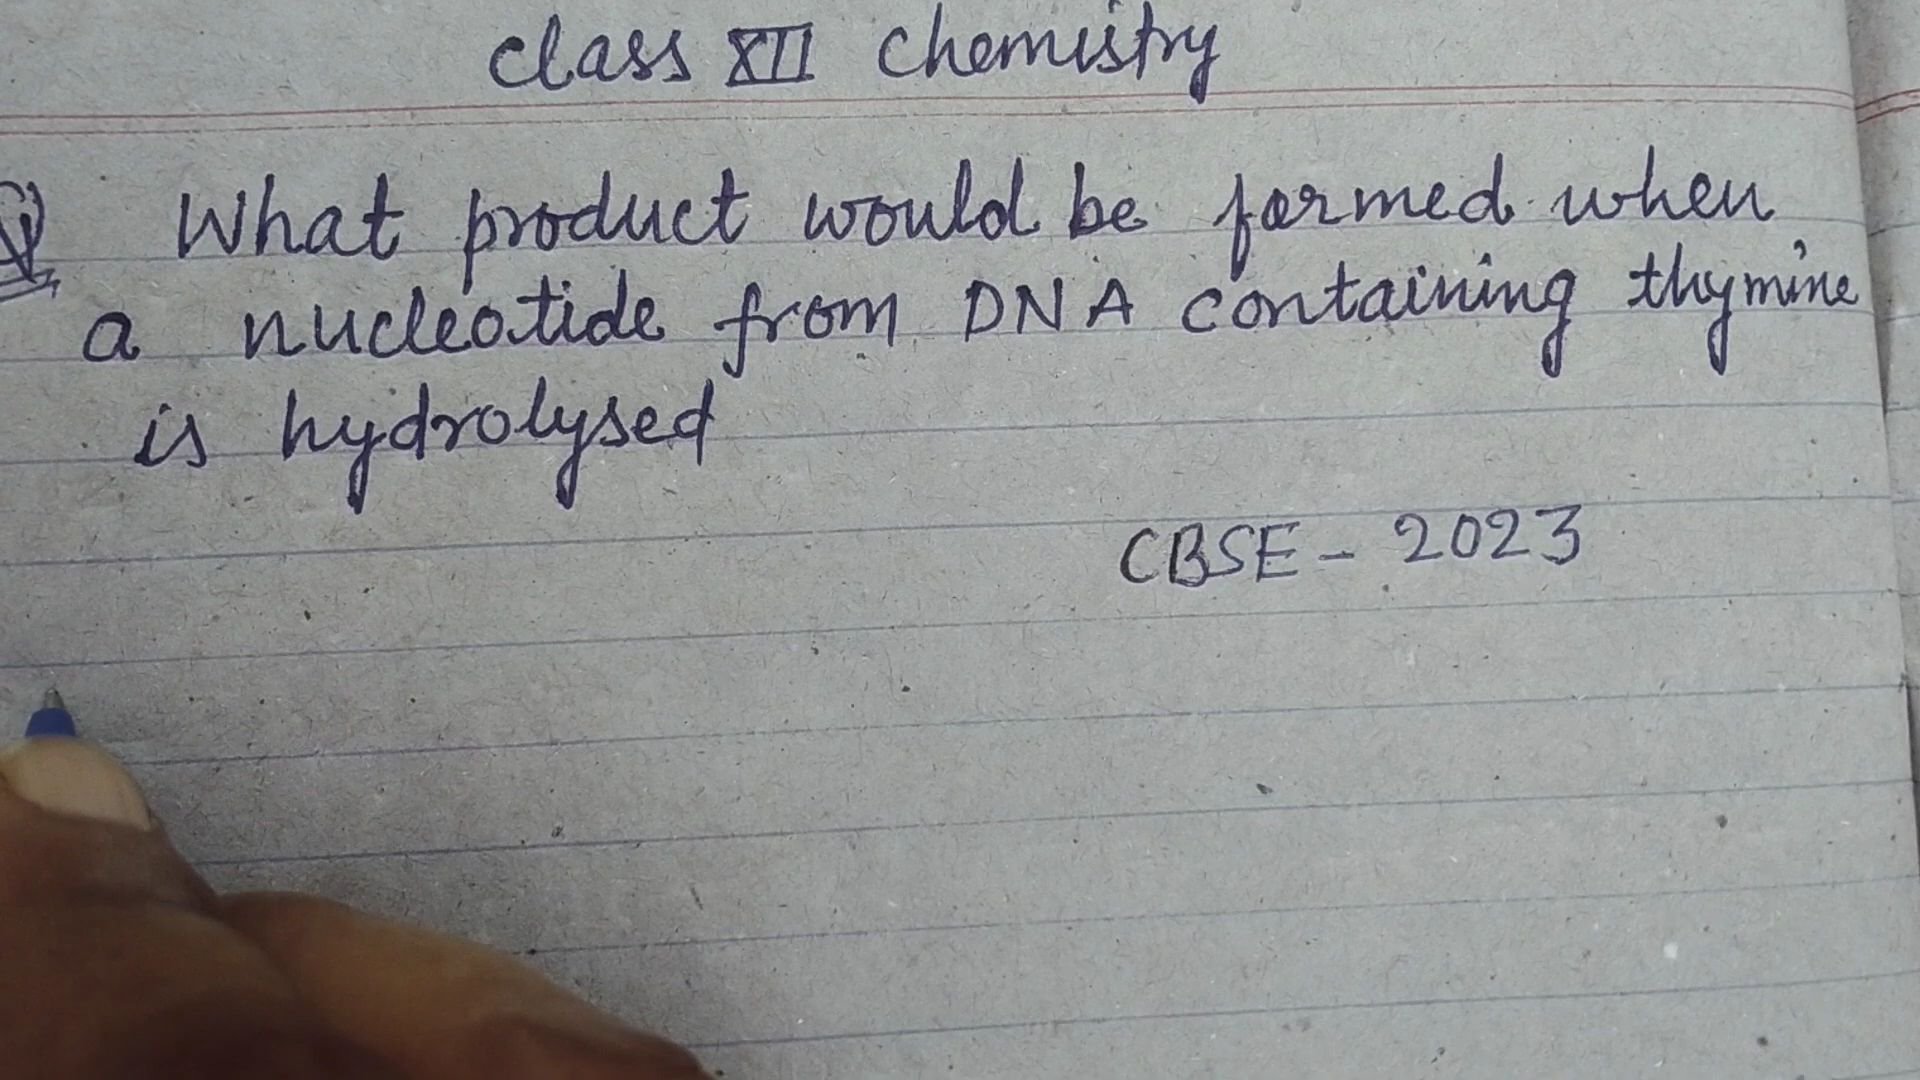 Class XII Chemistry
Q What product would be formed when
a nucleotide from DNA containing thymine
is hydrolysed
CBSE - 2023